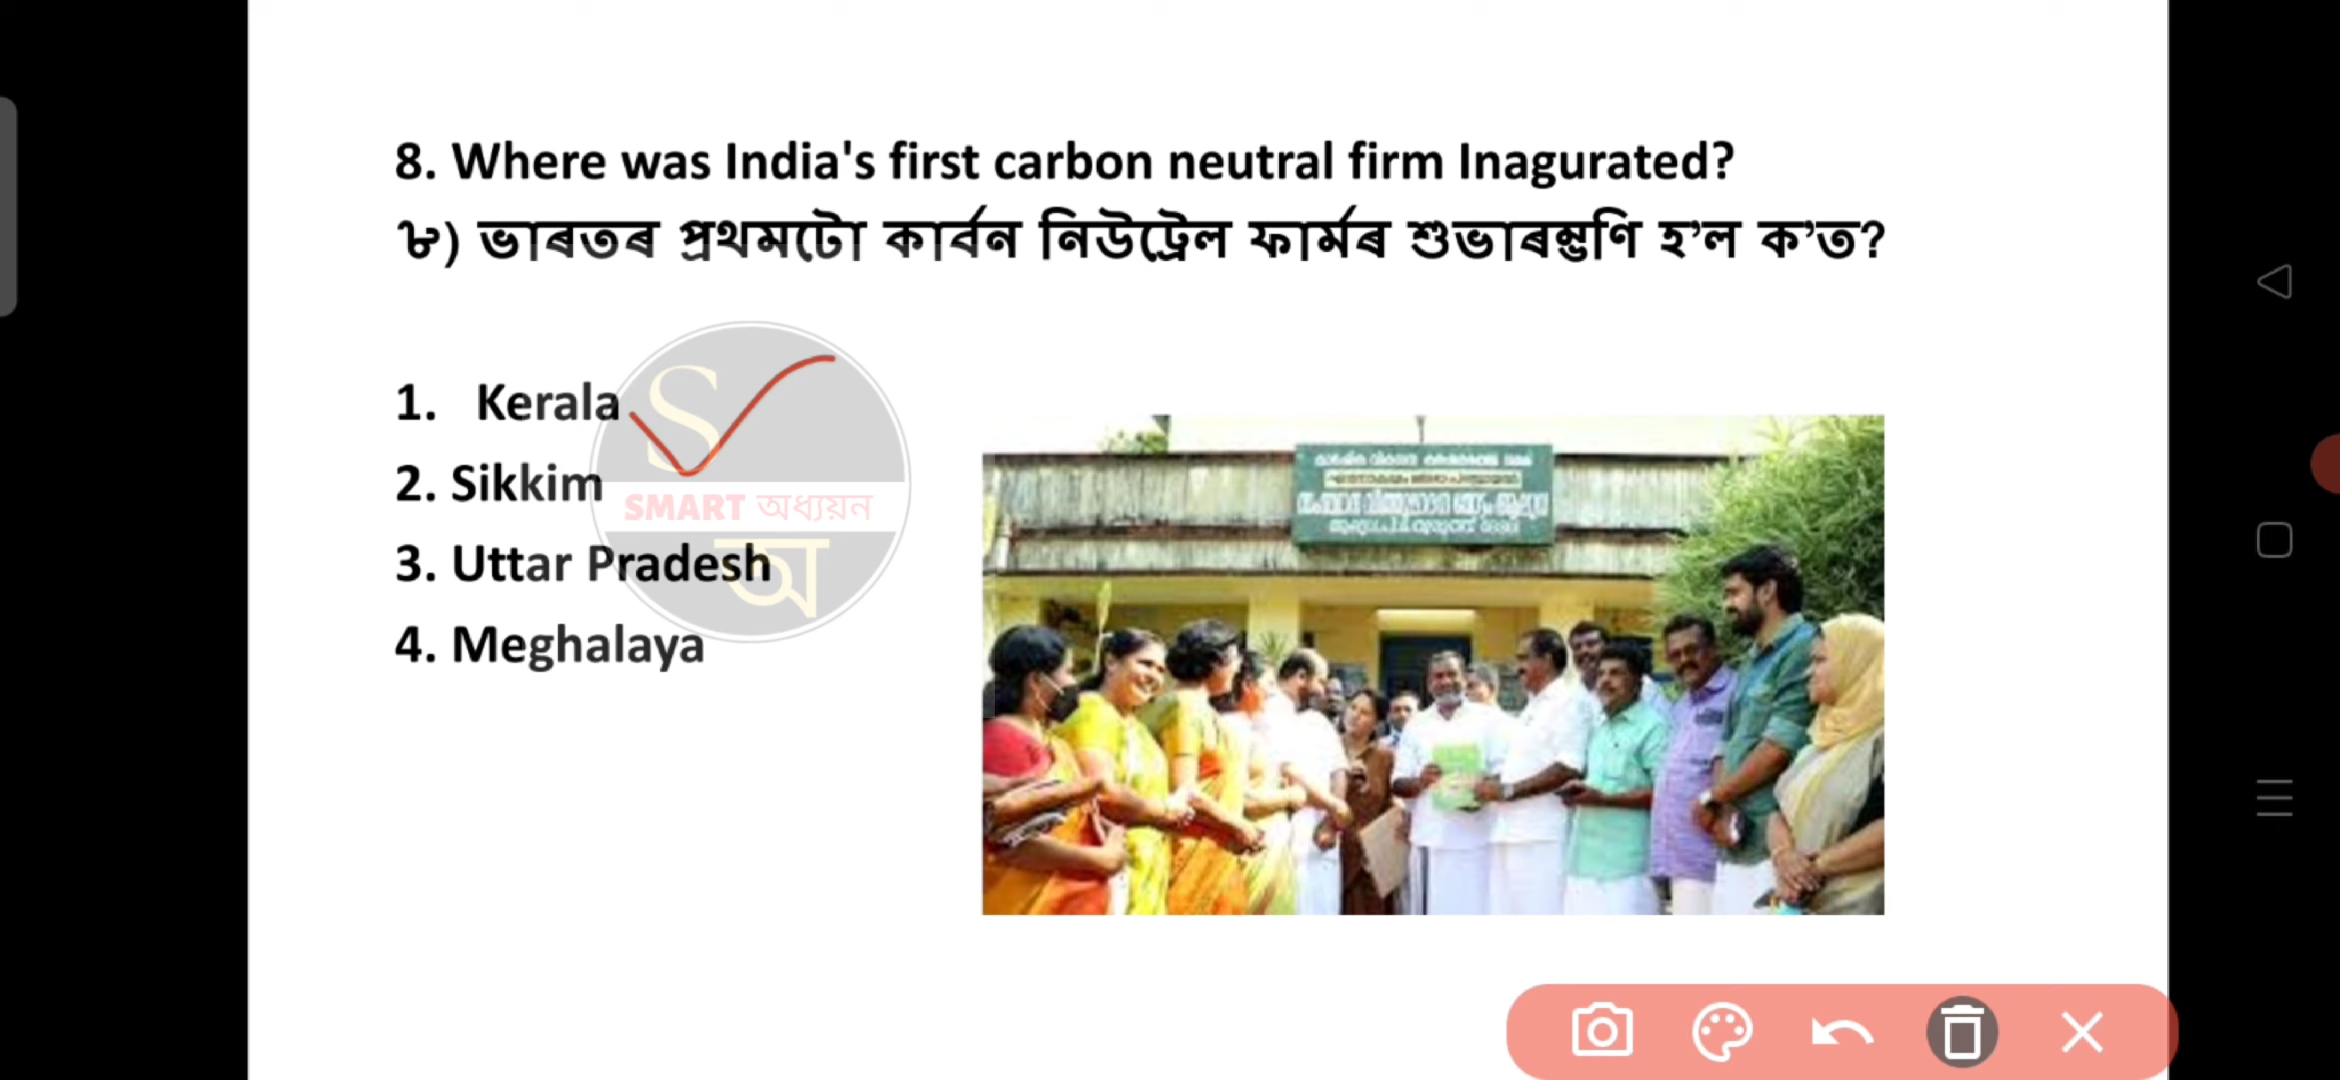 8. Where was India's first carbon neutral firm Inagurated?
৮) ভাৰতৰ প্ৰথমটো কাৰ্বন নিউট্ৰেল ফাৰ্মৰ শুভাৰম্ভণি হ’ল ক’ত?
1. Kerala
2. Sikkim
3. Uttar Pradesh
4. Meghalaya
S
SMART অধ্যয়ন
অ